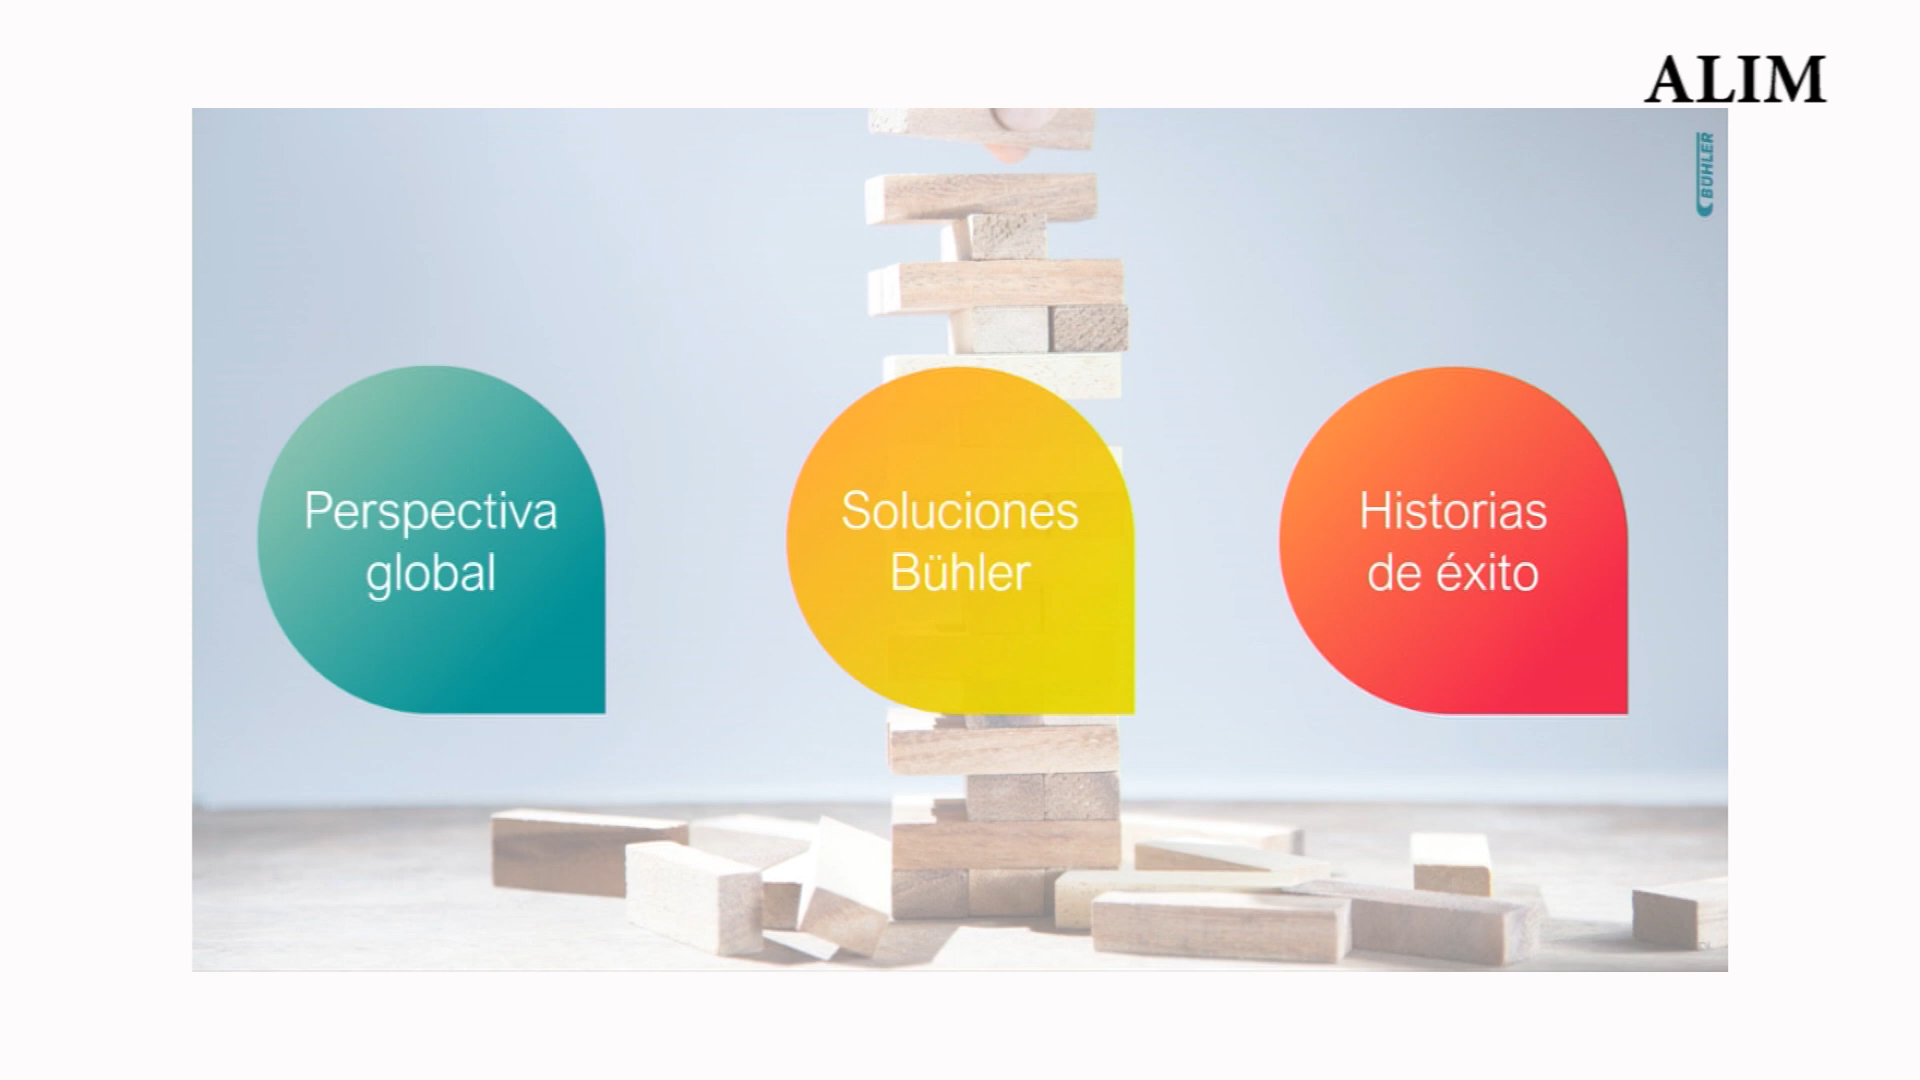 ALIM
BÜHLER
Perspectiva
global
Soluciones
Bühler
Historias
de éxito